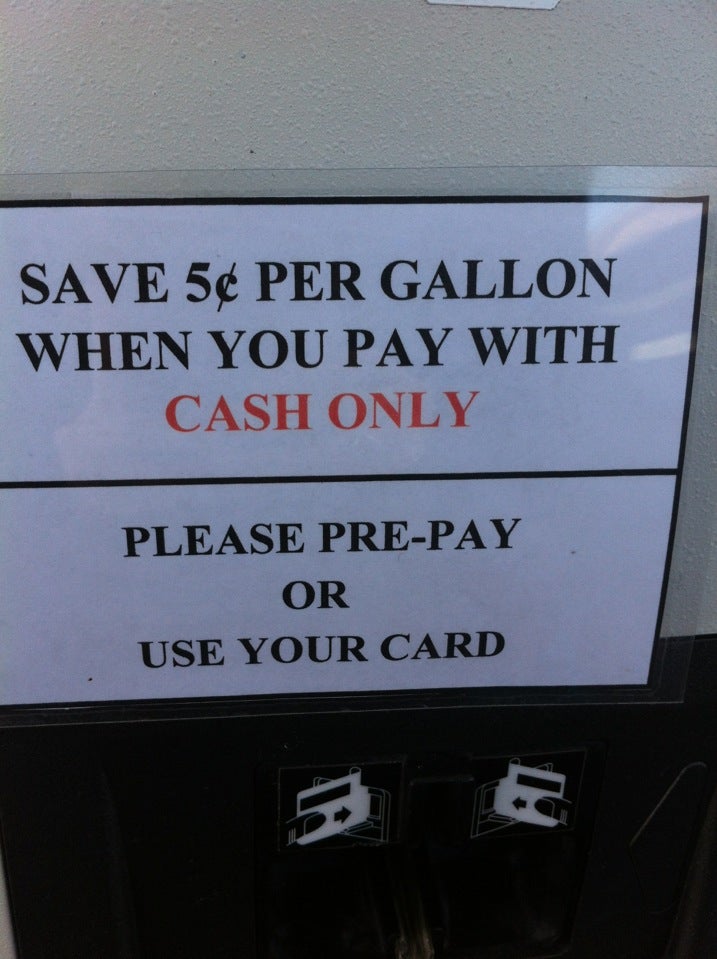 SAVE 5¢ PER GALLON
WHEN YOU PAY WITH
CASH ONLY
PLEASE PRE-PAY
OR
USE YOUR CARD